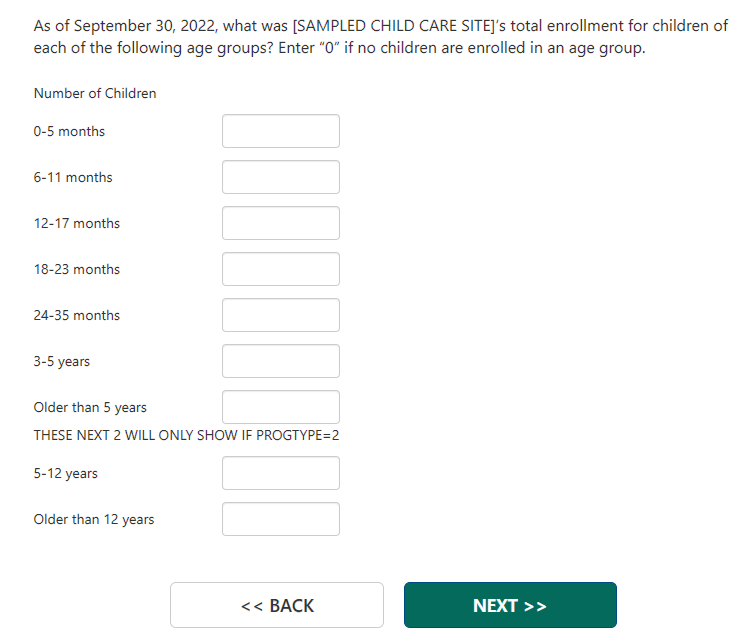 As of September 30, 2022, what was [SAMPLED CHILD CARE SITE]'s total enrollment for children of
each of the following age groups? Enter “0” if no children are enrolled in an age group.
Number of Children
0-5 months
6-11 months
12-17 months
18-23 months
24-35 months
3-5 years
Older than 5 years
THESE NEXT 2 WILL ONLY SHOW IF PROGTYPE=2
5-12 years
Older than 12 years
<< BACK
NEXT >>